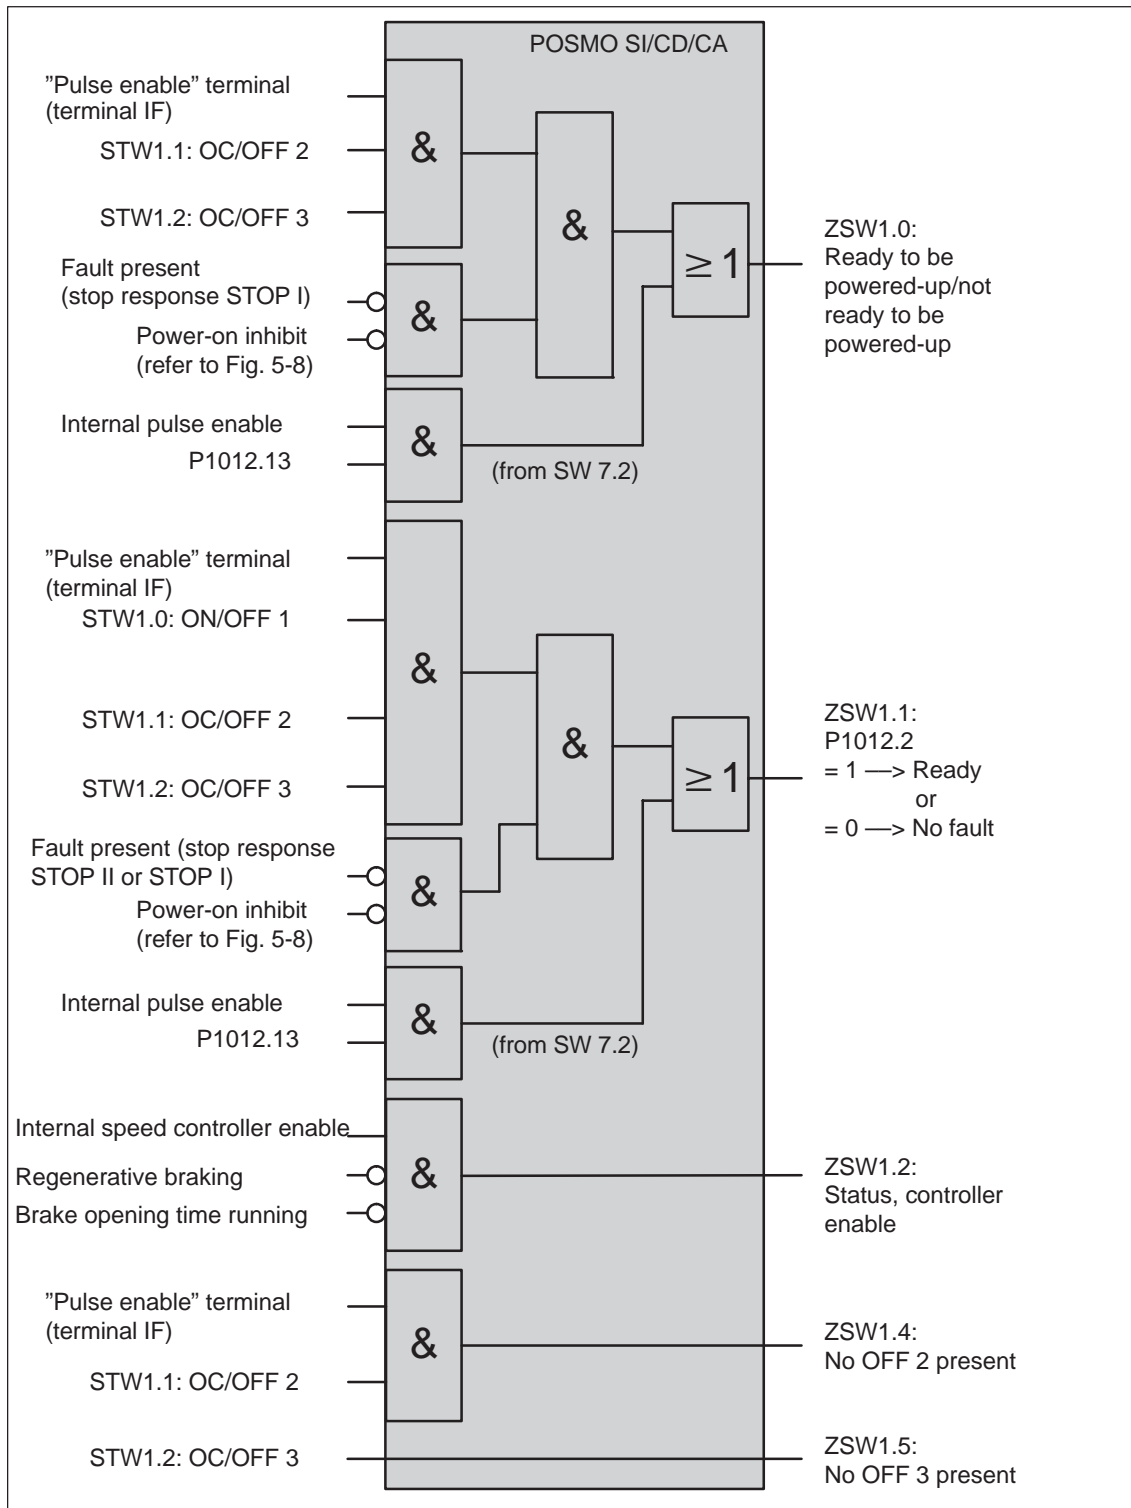 POSMO SI/CD/CA
”Pulse enable” terminal
(terminal IF)
STW1.1: OC/OFF 2
STW1.2: OC/OFF 3
Fault present
(stop response STOP I)
Power-on inhibit
(refer to Fig. 5-8)
Internal pulse enable
P1012.13
&
&
&
&
≥ 1
(from SW 7.2)
ZSW1.0:
Ready to be
powered-up/not
ready to be
powered-up
”Pulse enable” terminal
(terminal IF)
STW1.0: ON/OFF 1
STW1.1: OC/OFF 2
STW1.2: OC/OFF 3
Fault present (stop response
STOP II or STOP I)
Power-on inhibit
(refer to Fig. 5-8)
Internal pulse enable
P1012.13
&
&
&
&
≥ 1
(from SW 7.2)
ZSW1.1:
P1012.2
= 1 —> Ready
or
= 0 —> No fault
Internal speed controller enable
Regenerative braking
Brake opening time running
&
ZSW1.2:
Status, controller
enable
”Pulse enable” terminal
(terminal IF)
STW1.1: OC/OFF 2
&
ZSW1.4:
No OFF 2 present
STW1.2: OC/OFF 3
ZSW1.5:
No OFF 3 present